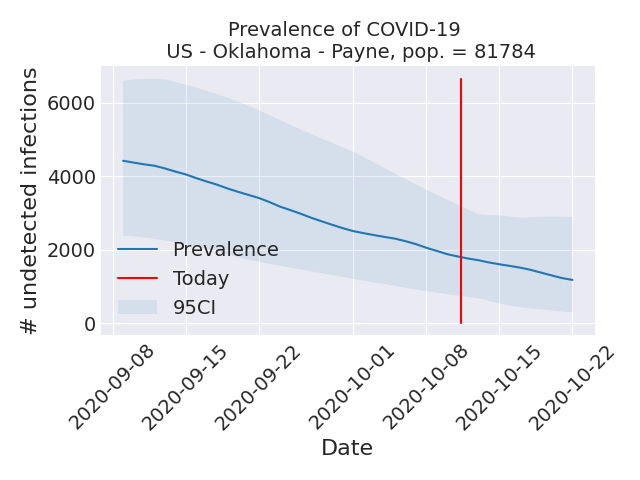 Prevalence of COVID-19
US - Oklahoma - Payne, pop. = 81784
# undetected infections
6000
4000
2000
0
Prevalence
Today
95CI
2020-09-08
2020-09-15
2020-09-22
2020-10-01
2020-10-08
2020-10-15
2020-10-22
Date